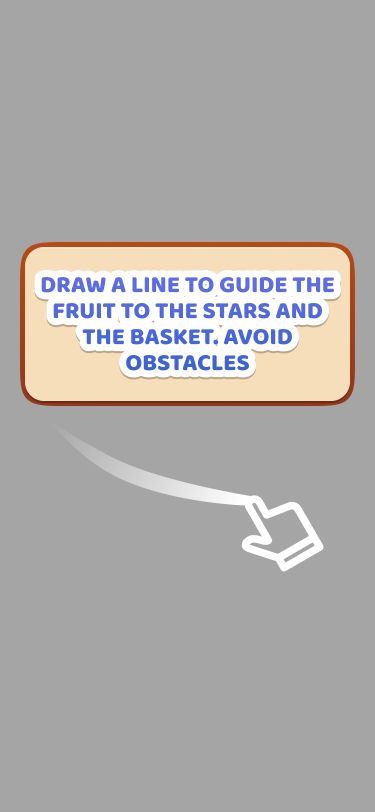 DRAW A LINE TO GUIDE THE
FRUIT TO THE STARS AND
THE BASKET. AVOID
OBSTACLES